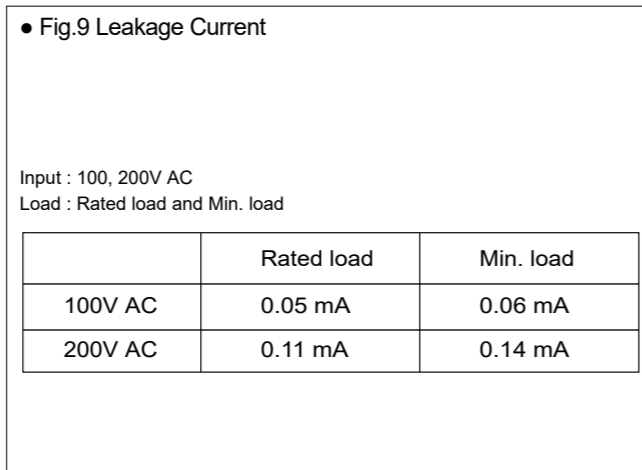 ● Fig.9 Leakage Current
Input : 100, 200V AC
Load : Rated load and Min. load
Rated load Min. load
100V AC 0.05 mA 0.06 mA
200V AC 0.11 mA 0.14 mA